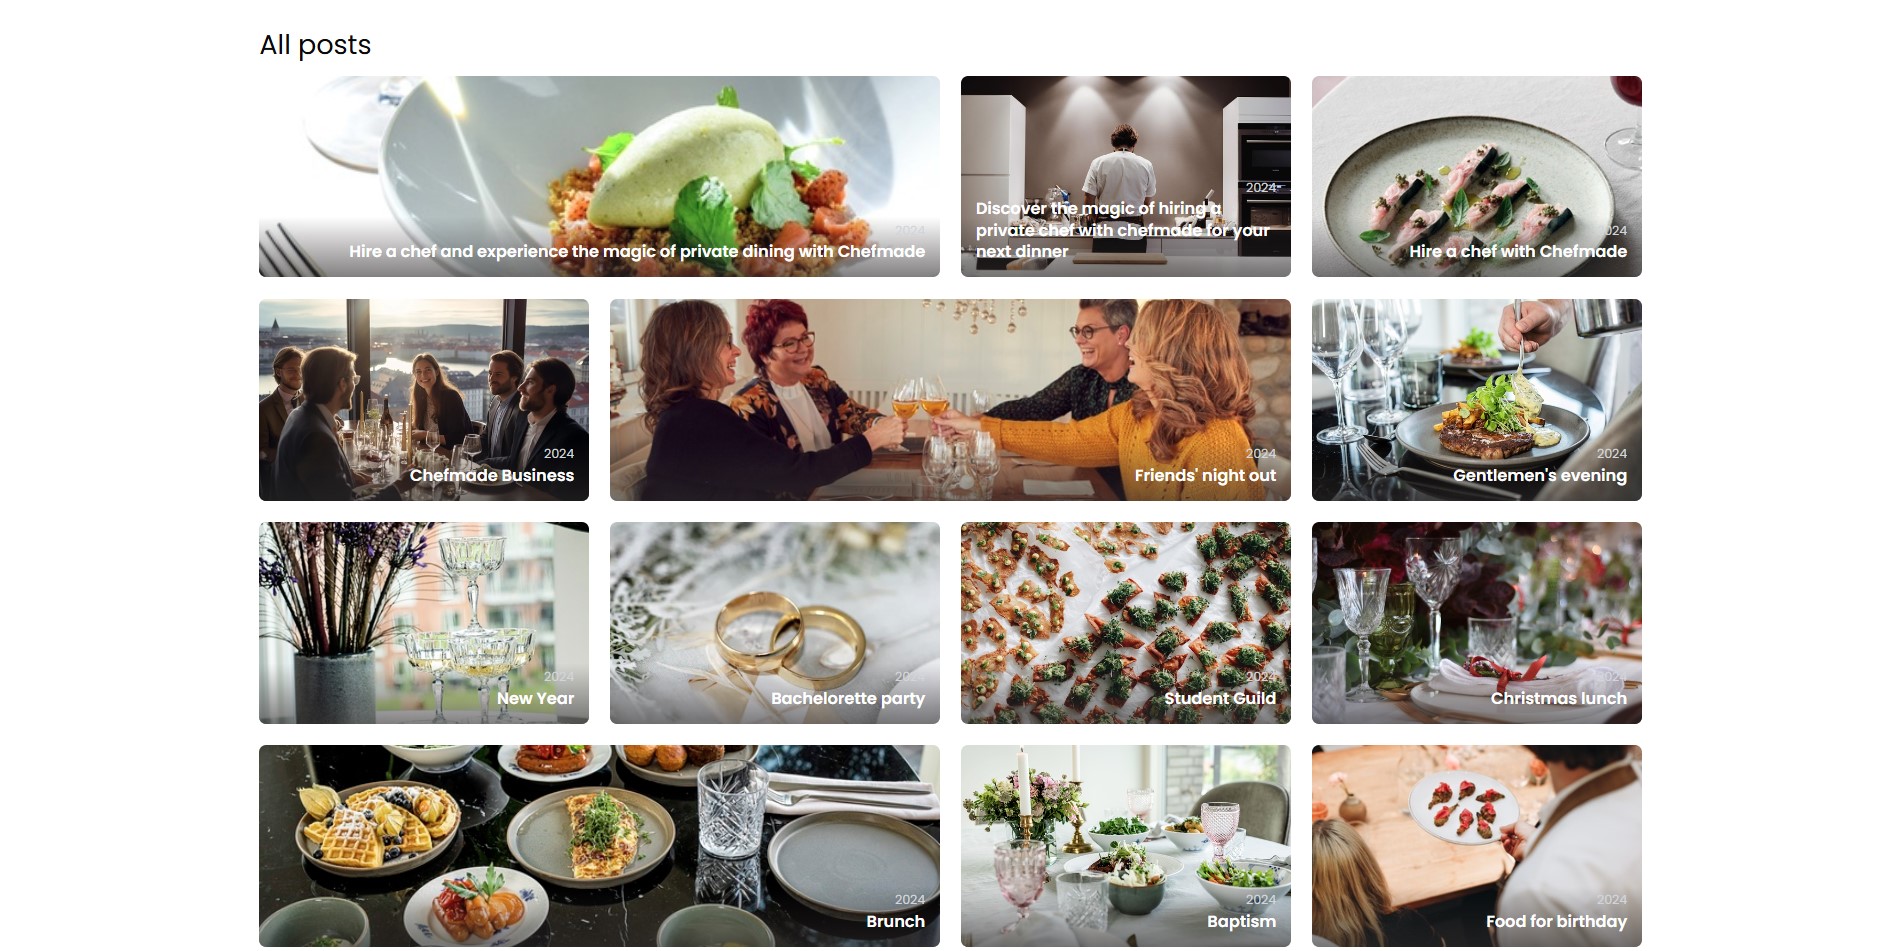 All posts
2024
Hire a chef and experience the magic of private dining with Chefmade
2024
Discover the magic of hiring a
private chef with chefmade for your
next dinner
2024
Hire a chef with Chefmade
2024
Chefmade Business
2024
Friends' night out
2024
Gentlemen's evening
2024
New Year
2024
Bachelorette party
2024
Student Guild
2024
Christmas lunch
2024
Brunch
2024
Baptism
2024
Food for birthday